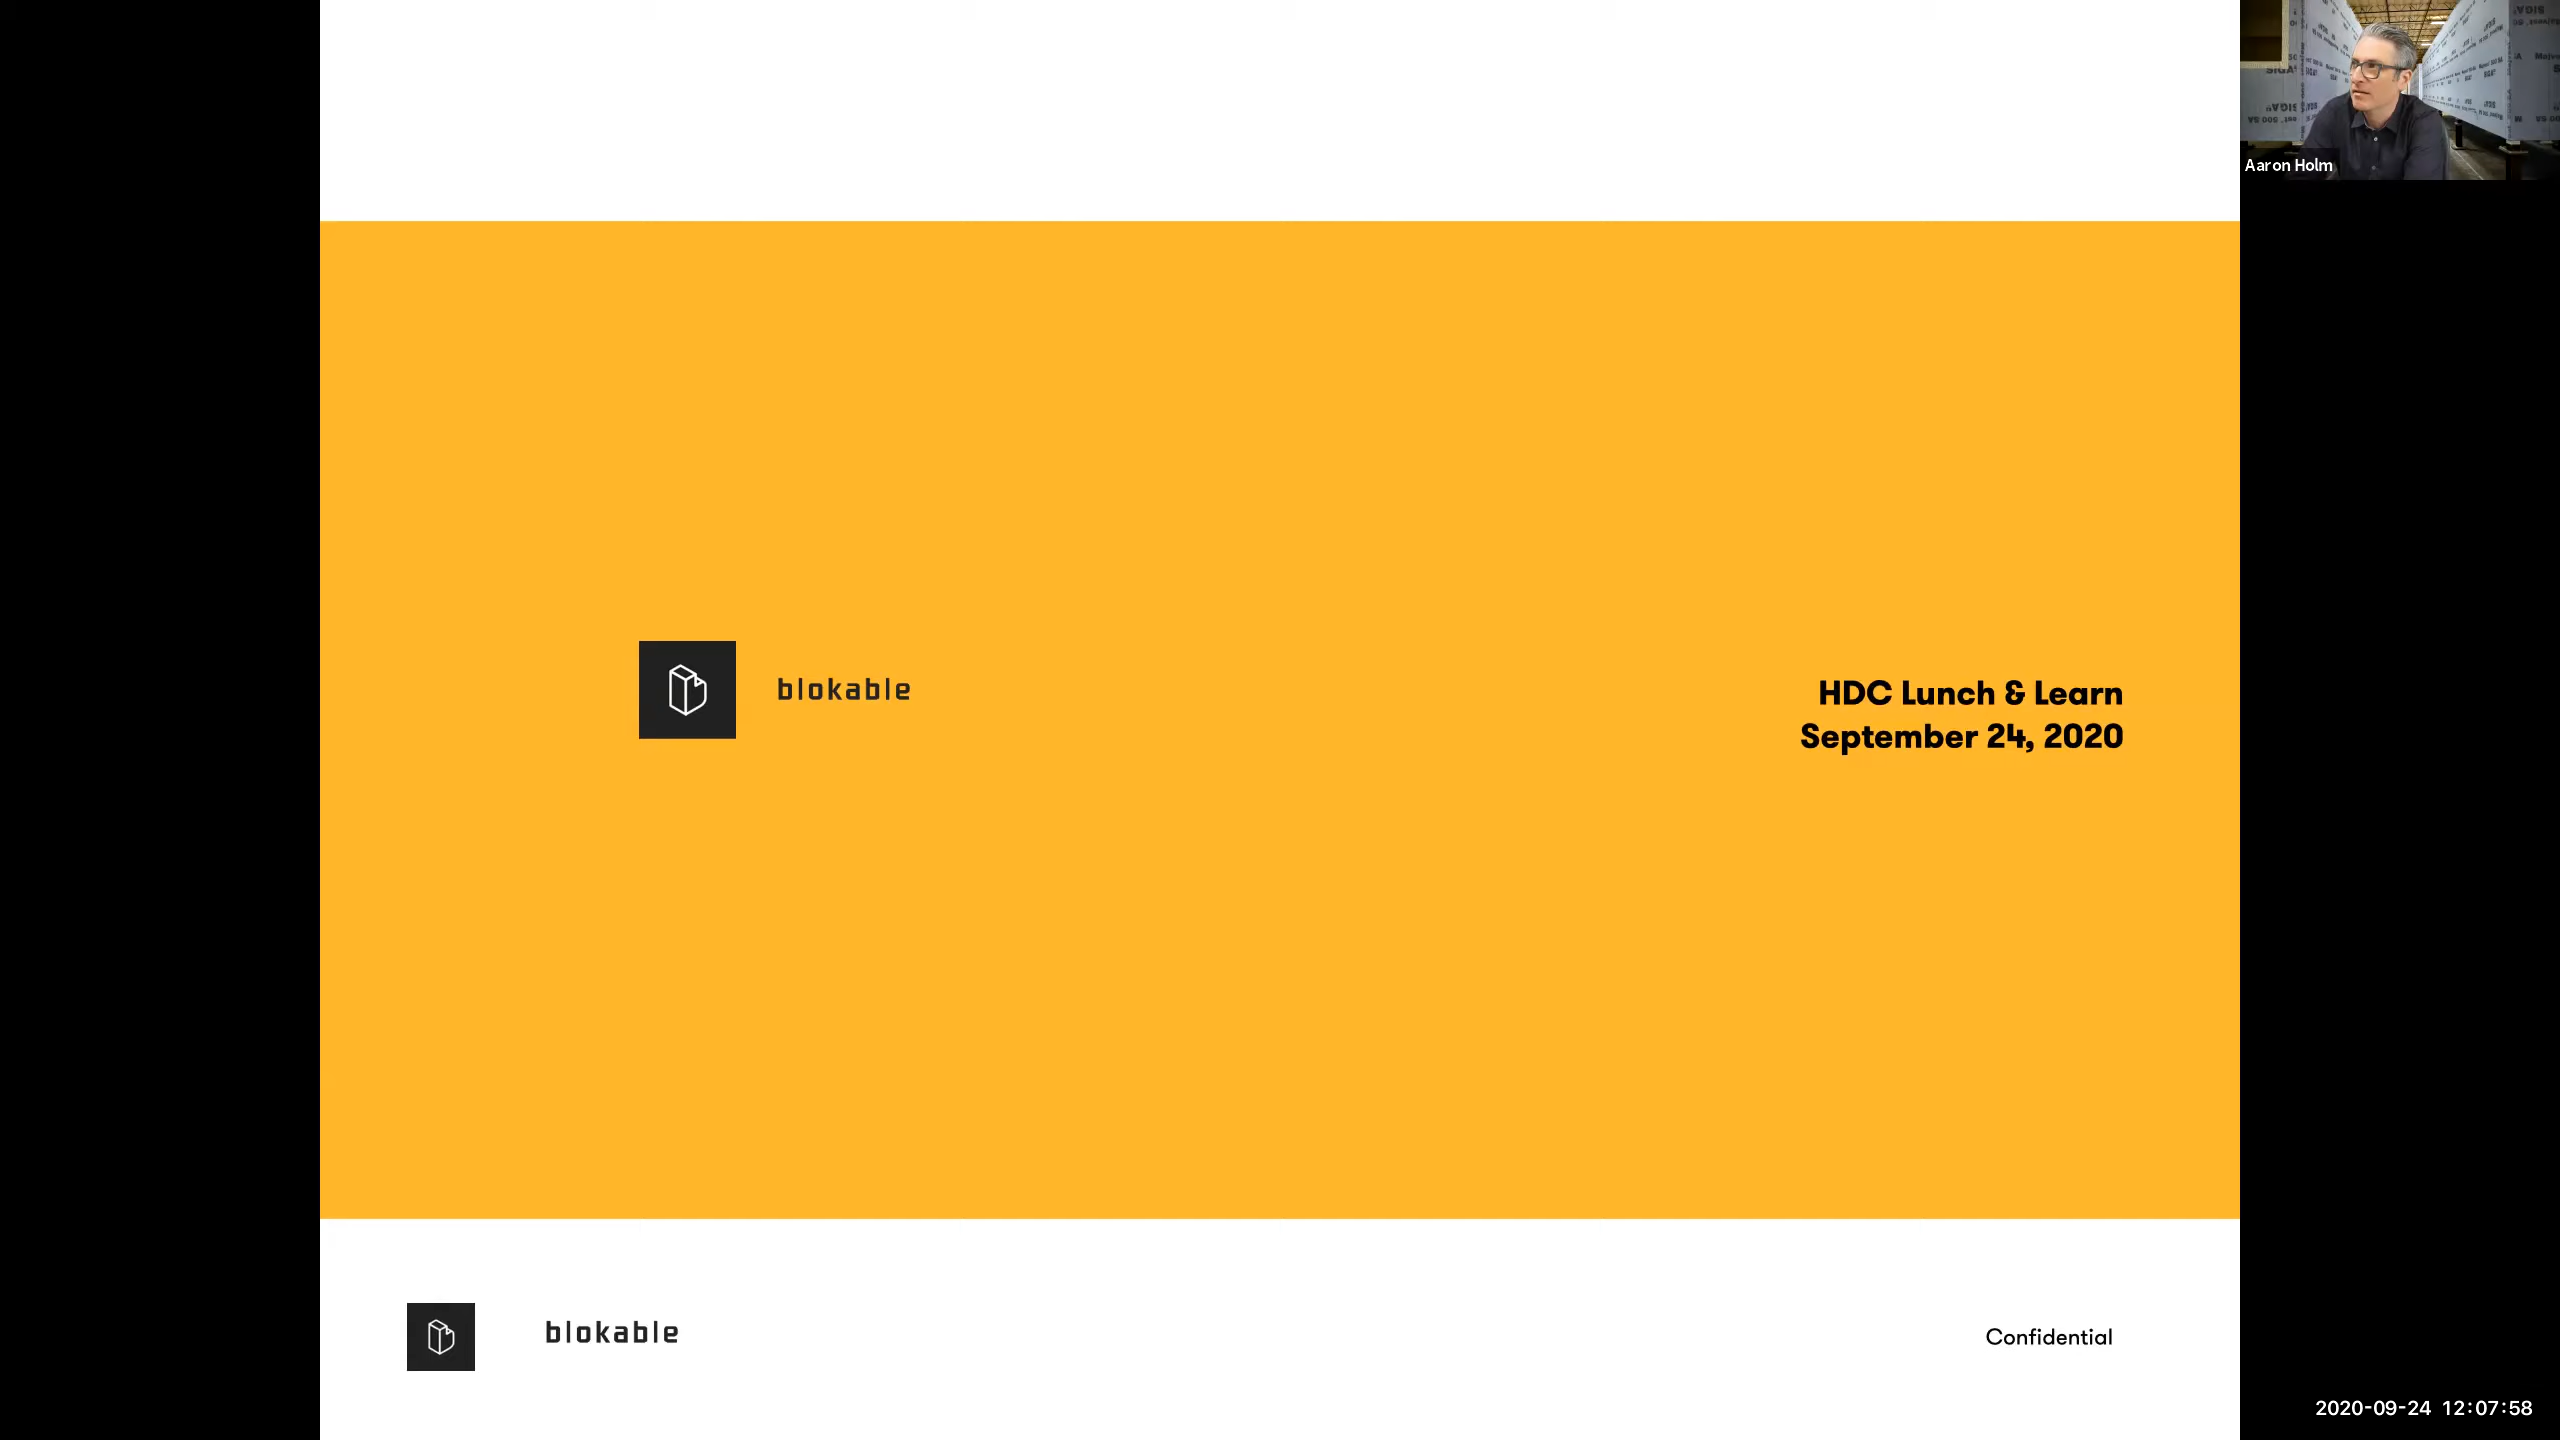 Aaron Holm
blokable
HDC Lunch & Learn
September 24, 2020
blokable
Confidential
2020-09-24 12:07:58